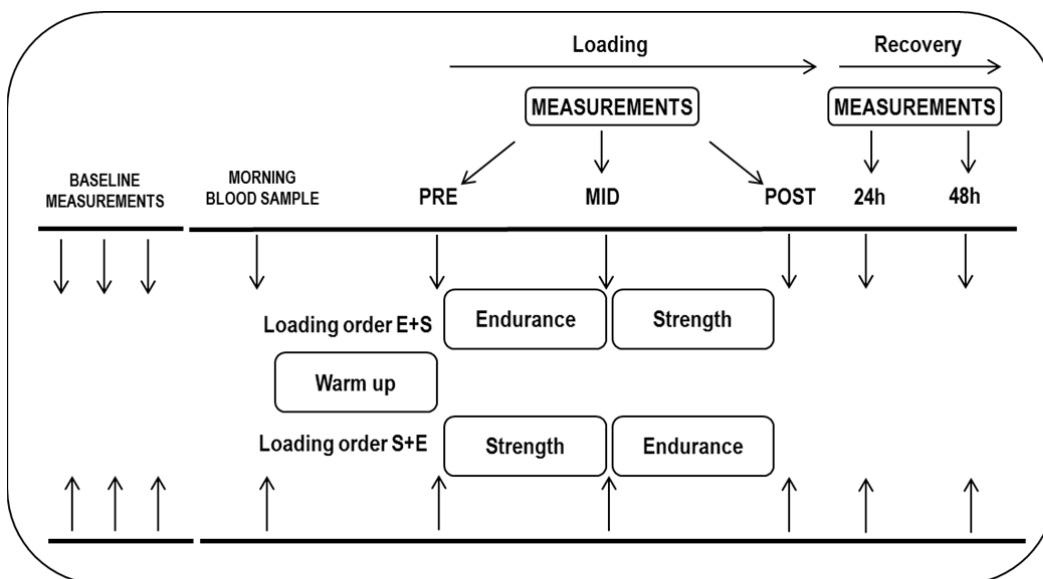 Loading
Recovery
MEASUREMENTS
MEASUREMENTS
BASELINE
MEASUREMENTS
MORNING
BLOOD SAMPLE
PRE
MID
POST
24h
48h
Loading order E+S
Endurance
Strength
Warm up
Loading order S+E
Strength
Endurance